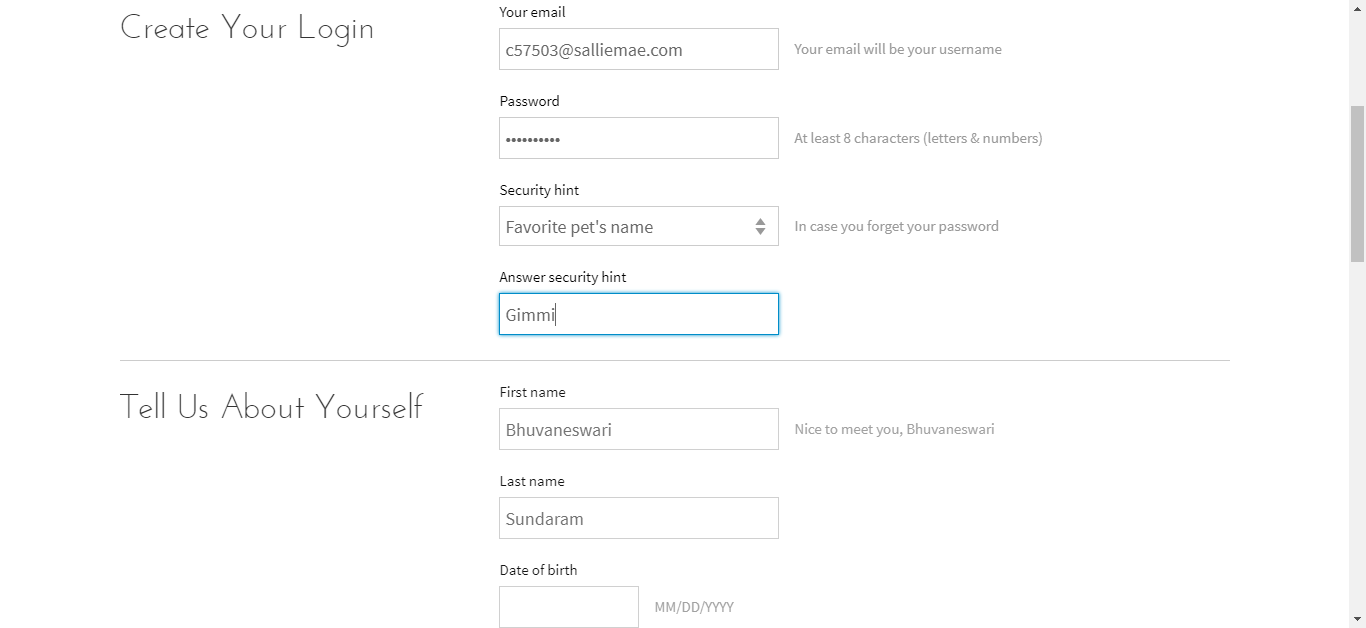 Create Your Login
Your email
c57503@salliemae.com
Your email will be your username
Password
••••••••••
At least 8 characters (letters & numbers)
Security hint
Favorite pet's name
In case you forget your password
Answer security hint
Gimmi
Tell Us About Yourself
First name
Bhuvaneswari
Nice to meet you, Bhuvaneswari
Last name
Sundaram
Date of birth
MM/DD/YYYY